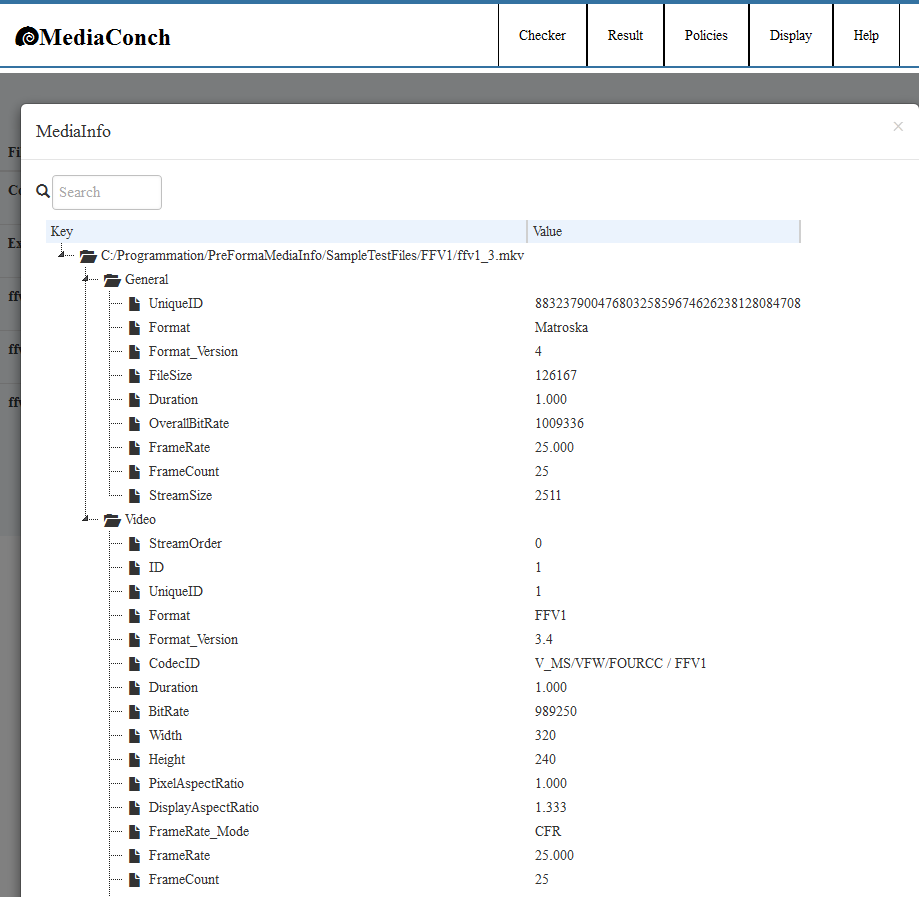 MediaConch
Checker
Result
Policies
Display
Help
MediaInfo
×
Fi
Co
Ex
ffv
ffv
ffv
Search
Key Value
C:/Programmation/PreFormaMediaInfo/SampleTestFiles/FFV1/ffv1_3.mkv
General
UniqueID 88323790047680325859674626238128084708
Format Matroska
Format_Version 4
FileSize 126167
Duration 1.000
OverallBitRate 1009336
FrameRate 25.000
FrameCount 25
StreamSize 2511
Video
StreamOrder 0
ID 1
UniqueID 1
Format FFV1
Format_Version 3.4
CodecID V_MS/VFW/FOURCC / FFV1
Duration 1.000
BitRate 989250
Width 320
Height 240
PixelAspectRatio 1.000
DisplayAspectRatio 1.333
FrameRate_Mode CFR
FrameRate 25.000
FrameCount 25